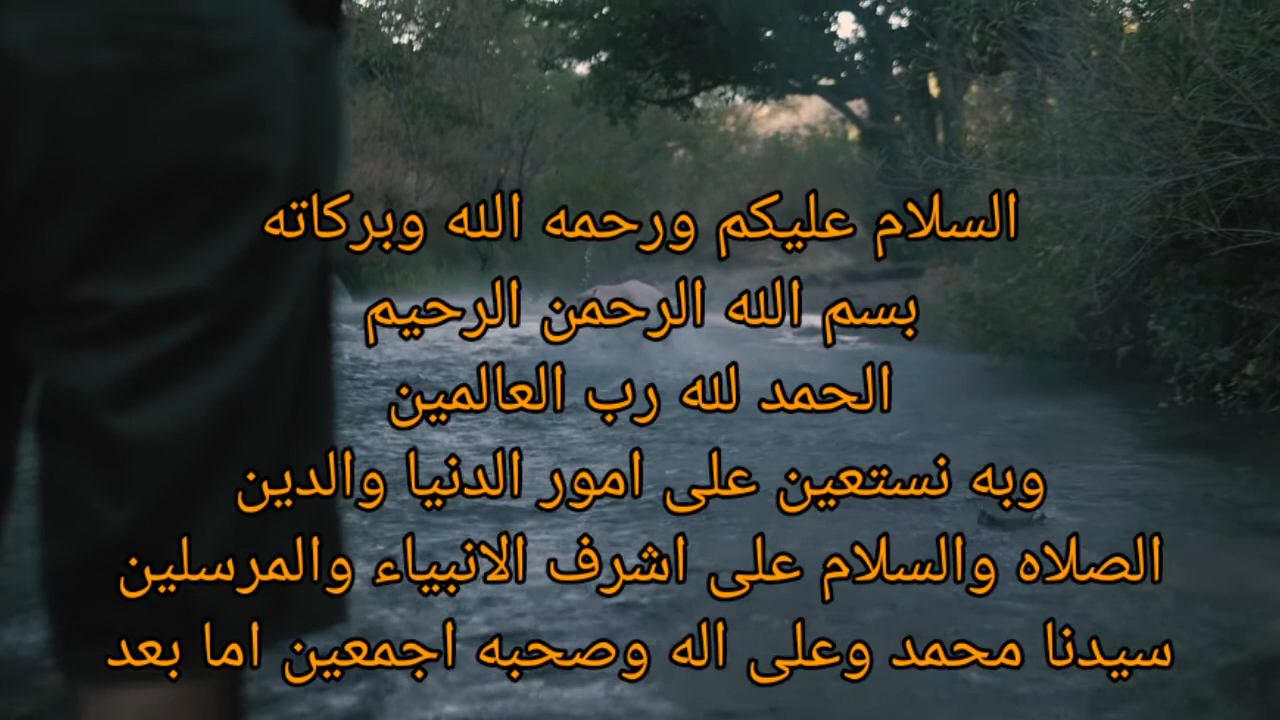 السلام عليكم ورحمه الله وبركاته
بسم الله الرحمن الرحيم
الحمد لله رب العالمين
وبه نستعين على امور الدنيا والدين
الصلاه والسلام على اشرف الانبياء والمرسلين
سيدنا محمد وعلى اله وصحبه اجمعين اما بعد